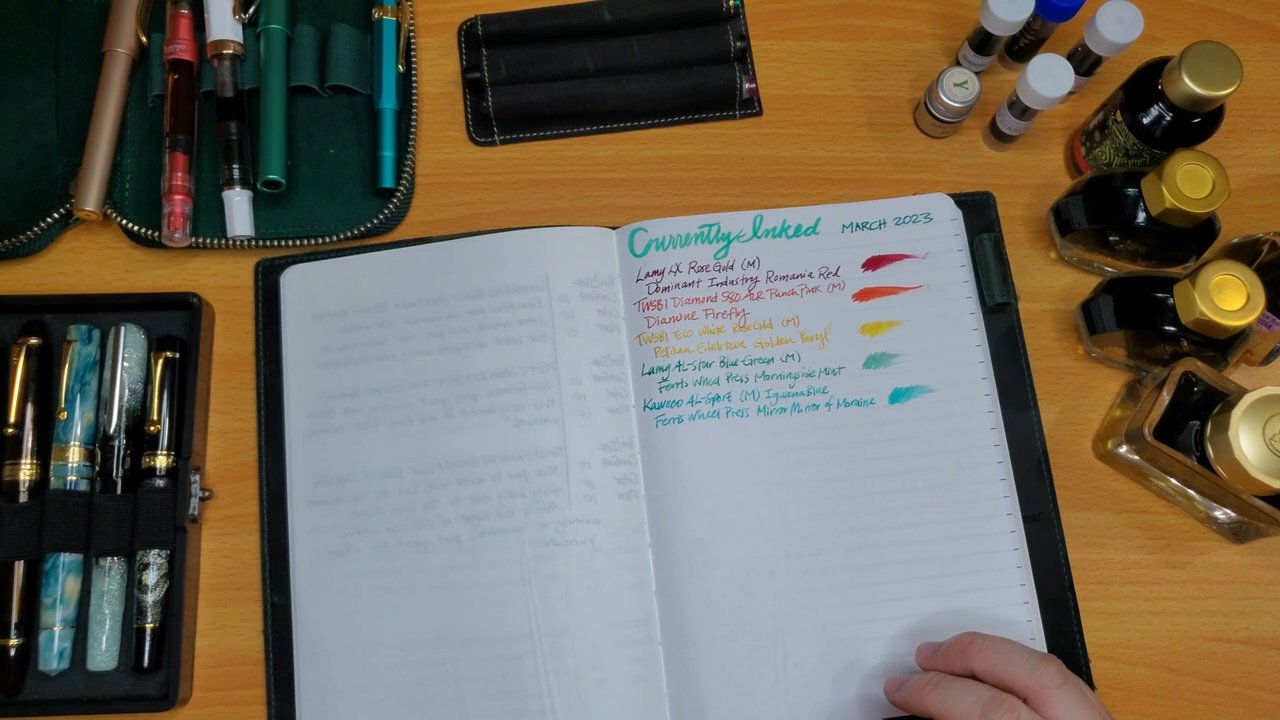 Currently Inked MARCH 2023
Lamy LX Rose Gold (M)
Dominant Industry Romania Red
TWSBI Diamond 580 ALR Punch Pink (M)
Diamine Firefly
TWSBI Eco White Rose Gold (M)
Pelikan Edelstein Golden Beryl
Lamy AL-Star Blue-Green (M)
Ferris Wheel Press Morningside Mint
Kaweco AL-Sport (M) Iguana Blue
Ferris Wheel Press Mirror Mirror of Moraine
Y